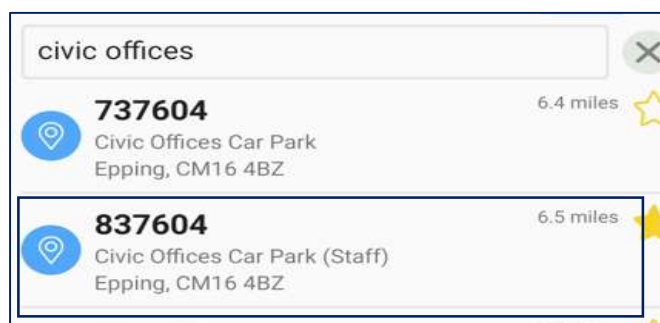 civic offices
737604
6.4 miles
Civic Offices Car Park
Epping, CM16 4BZ
837604
6.5 miles
Civic Offices Car Park (Staff)
Epping, CM16 4BZ